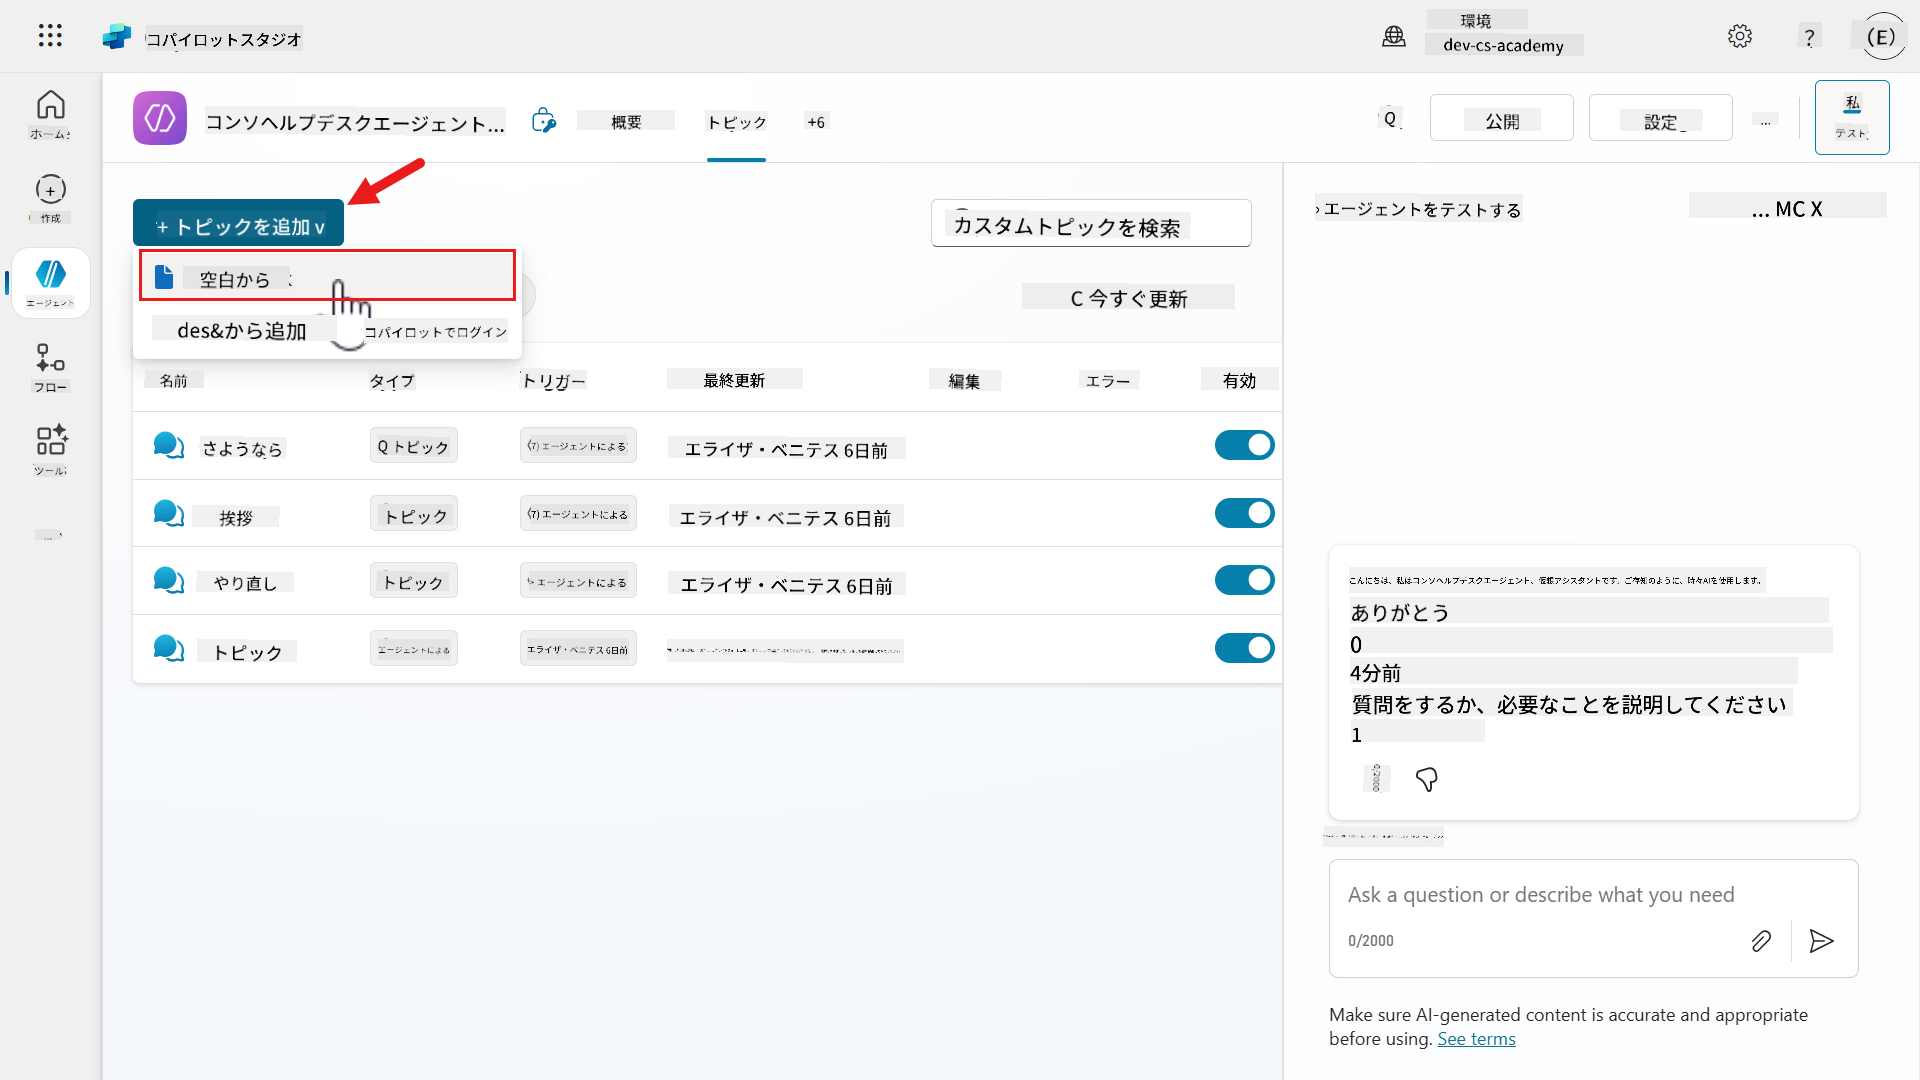 コパイロットスタジオ
環境
dev-cs-academy
?
(E)
ホーム
作成
エージェント
フロー
ツール
...
コンソヘルプデスクエージェント...
概要
トピック
+6
Q
公開
設定
...
私
テスト
+ トピックを追加 v
カスタムトピックを検索
空白から
des&から追加
コパイロットでログイン
C 今すぐ更新
名前
タイプ
トリガー
最終更新
編集
エラー
有効
さようなら
Q トピック
(7) エージェントによる
エライザ・ベニテス 6日前
挨拶
トピック
(7) エージェントによる
エライザ・ベニテス 6日前
やり直し
トピック
エージェントによる
エライザ・ベニテス 6日前
トピック
エージェントによる
エライザ・ベニテス 6日前
エージェントをテストする
... MC X
こんにちは、私はコンソヘルプデスクエージェント、仮想アシスタントです。ご存知のように、時々AIを使用します。
ありがとう
0
4分前
質問をするか、必要なことを説明してください
1
0/2000
Ask a question or describe what you need
0/2000
Make sure AI-generated content is accurate and appropriate
before using. See terms